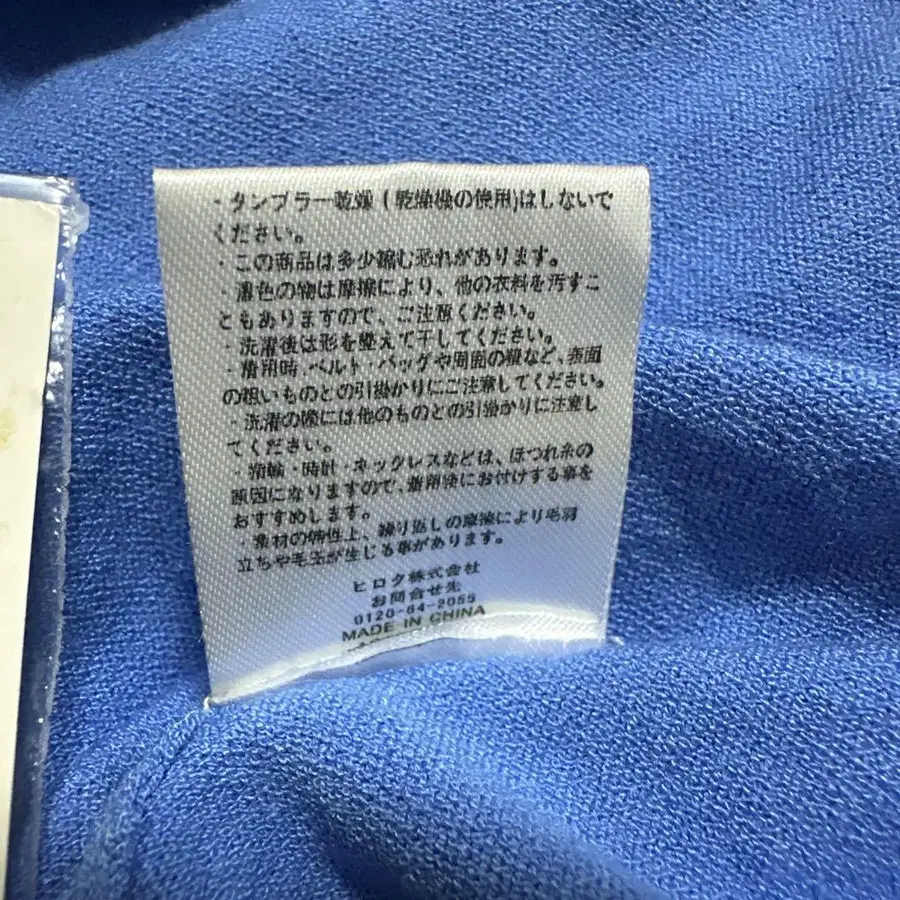 ・タンブラー乾燥(乾燥機の使用)はしないで
ください。
・この商品は多少縮む恐れがあります。
・濃色の物は摩擦により、他の衣料を汚すこ
ともありますので、ご注意ください。
・洗濯後は形を整えて干してください。
・着用時、ベルト・バッグや周囲の壁など、表面
の粗いものとの引掛かりにご注意してください。
・洗濯の際には他のものとの引掛かりに注意し
てください。
・指輪・時計・ネックレスなどは、ほつれ糸の
原因になりますので、着用後にお付けする事を
おすすめします。
・素材の特性上、繰り返しの摩擦により毛羽
立ちや毛玉が生じる事があります。
ヒロタ株式会社
お問合せ先
0120-64-2055
MADE IN CHINA